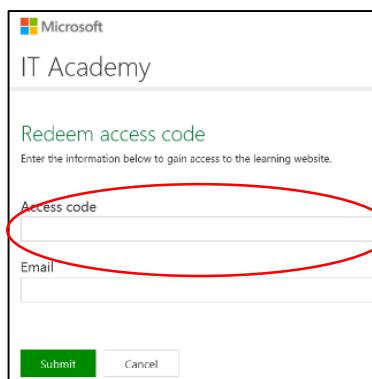 Microsoft
IT Academy
Redeem access code
Enter the information below to gain access to the learning website.
Access code
Email
Submit Cancel